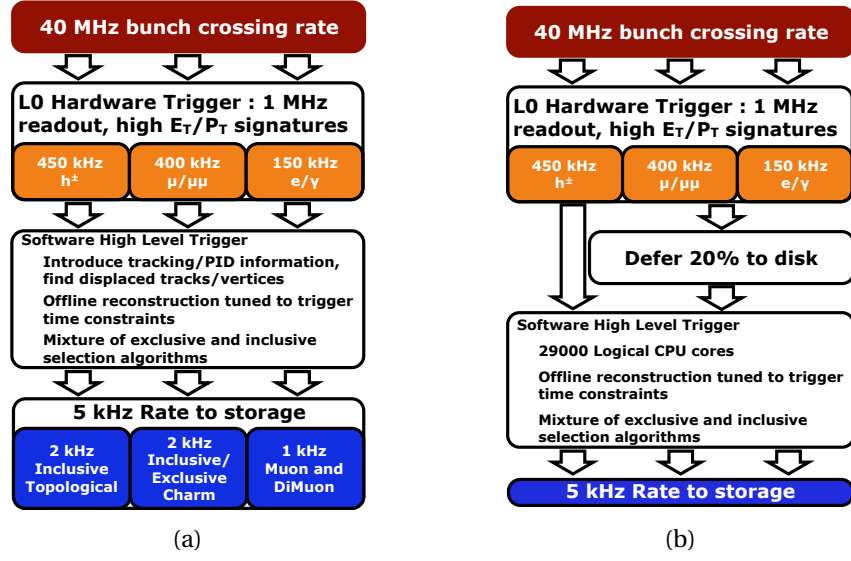 40 MHz bunch crossing rate
L0 Hardware Trigger : 1 MHz
readout, high E_T/P_T signatures
450 kHz
h±
400 kHz
μ/μμ
150 kHz
e/γ
Software High Level Trigger
Introduce tracking/PID information,
find displaced tracks/vertices
Offline reconstruction tuned to trigger
time constraints
Mixture of exclusive and inclusive
selection algorithms
5 kHz Rate to storage
2 kHz
Inclusive
Topological
2 kHz
Inclusive/
Exclusive
Charm
1 kHz
Muon and
DiMuon
(a)
40 MHz bunch crossing rate
L0 Hardware Trigger : 1 MHz
readout, high E_T/P_T signatures
450 kHz
h±
400 kHz
μ/μμ
150 kHz
e/γ
Defer 20% to disk
Software High Level Trigger
29000 Logical CPU cores
Offline reconstruction tuned to trigger
time constraints
Mixture of exclusive and inclusive
selection algorithms
5 kHz Rate to storage
(b)